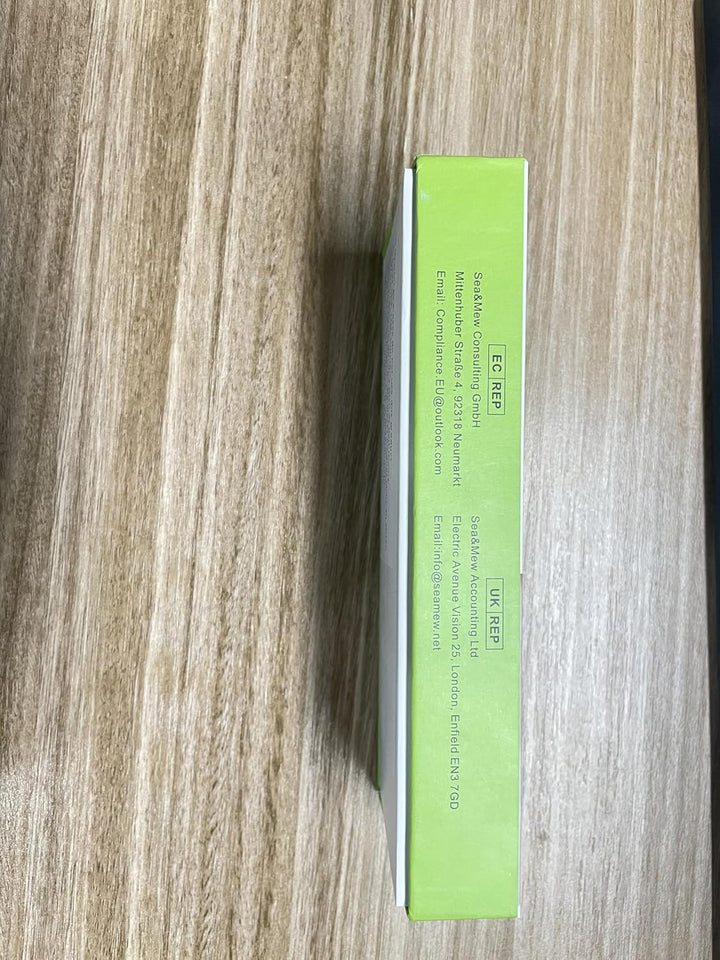 EC REP
Sea&Mew Consulting GmbH
Mittenhuber Straße 4, 92318 Neumarkt
Email: Compliance.EU@outlook.com
UK REP
Sea&Mew Accounting Ltd
Electric Avenue Vision 25, London, Enfield EN3 7GD
Email:info@seamew.net